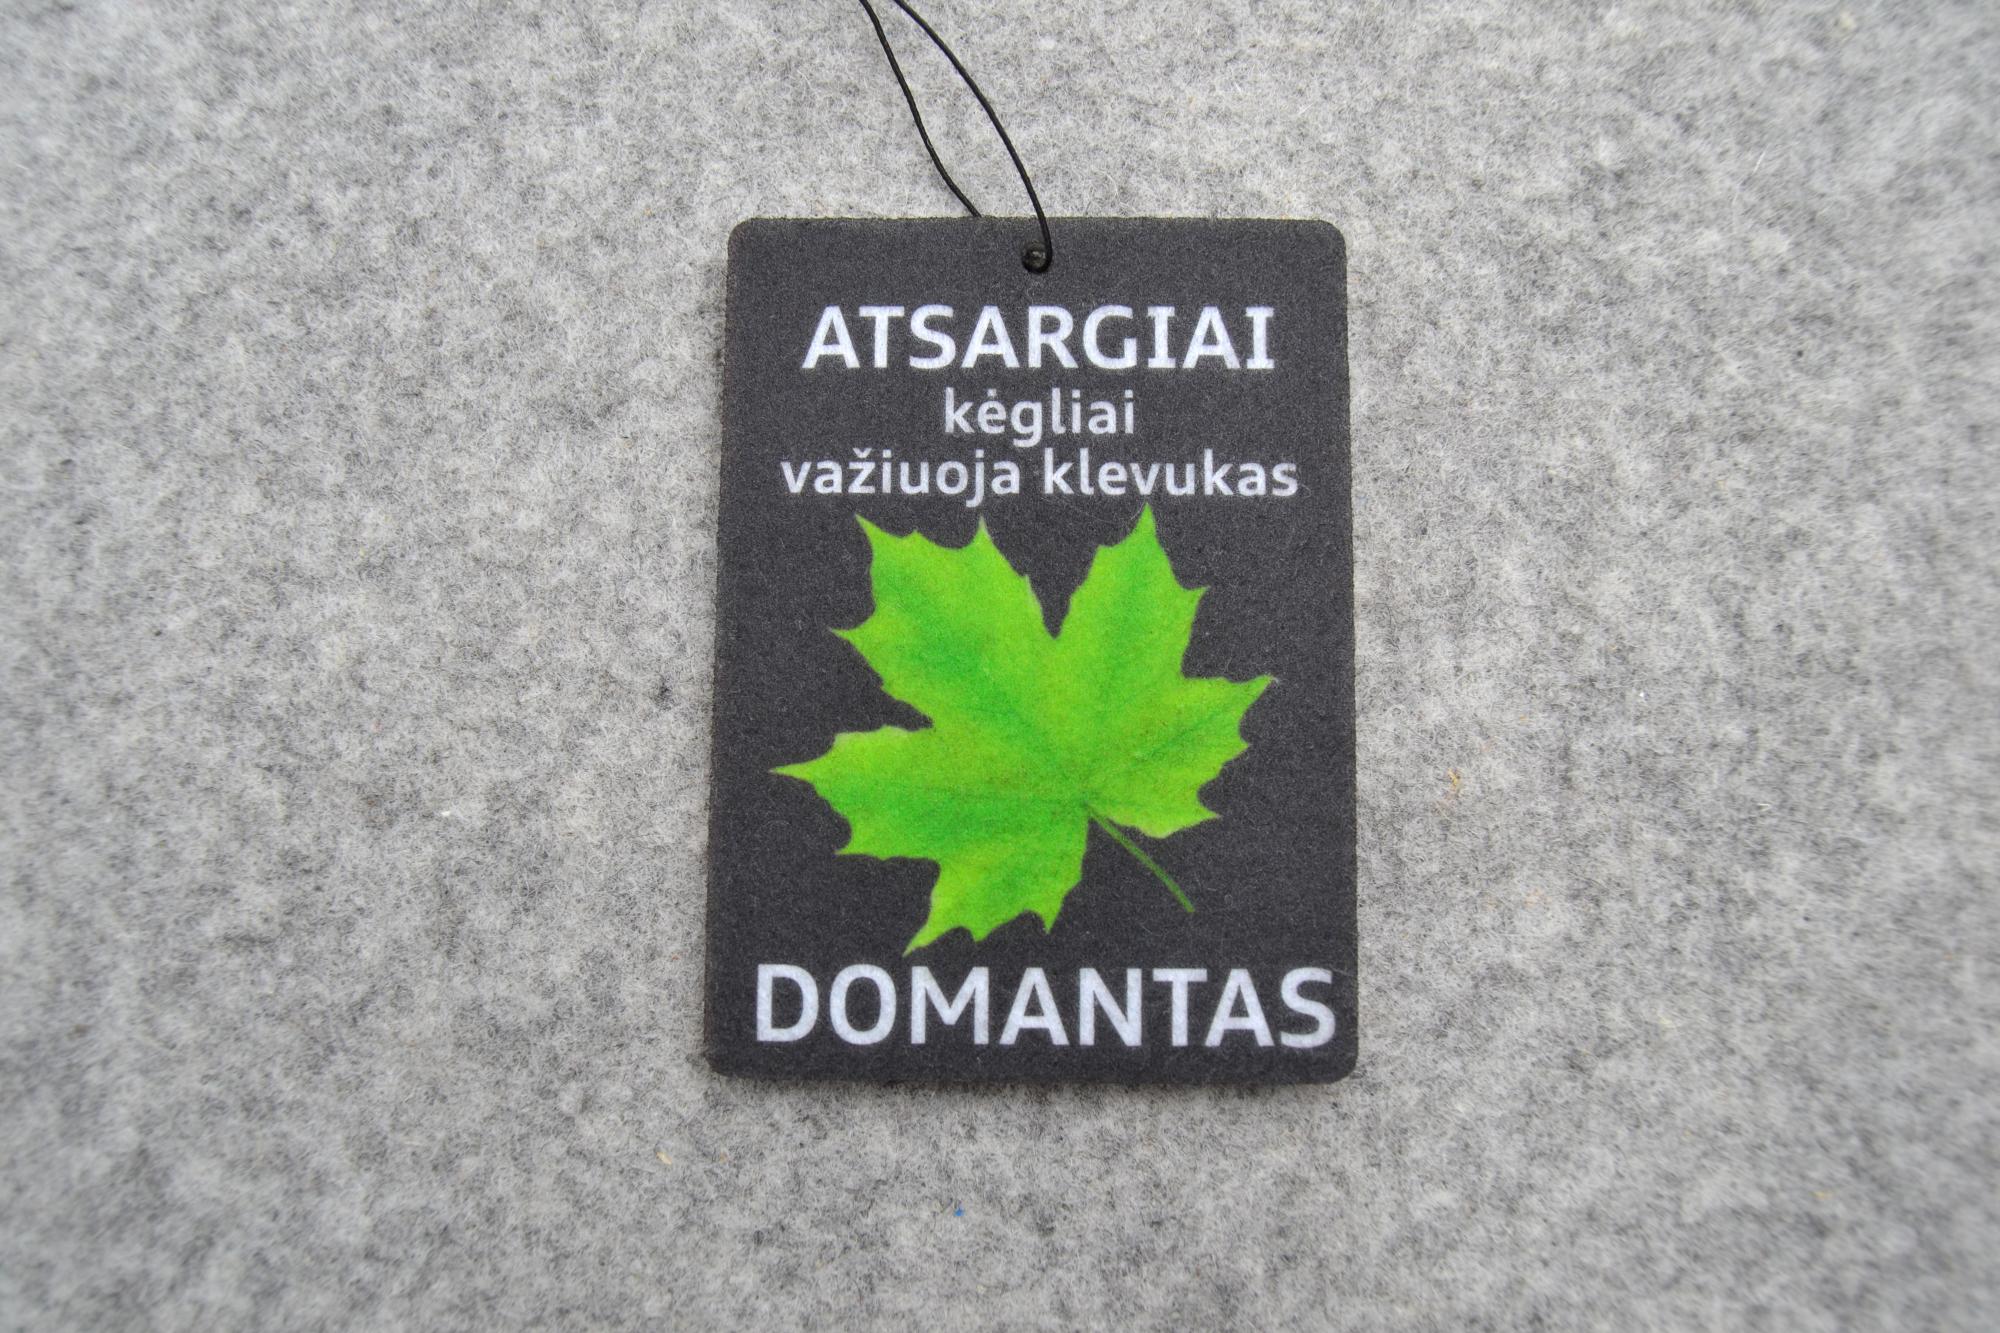 ATSARGIAI
kėgliai
važiuoja klevukas
DOMANTAS